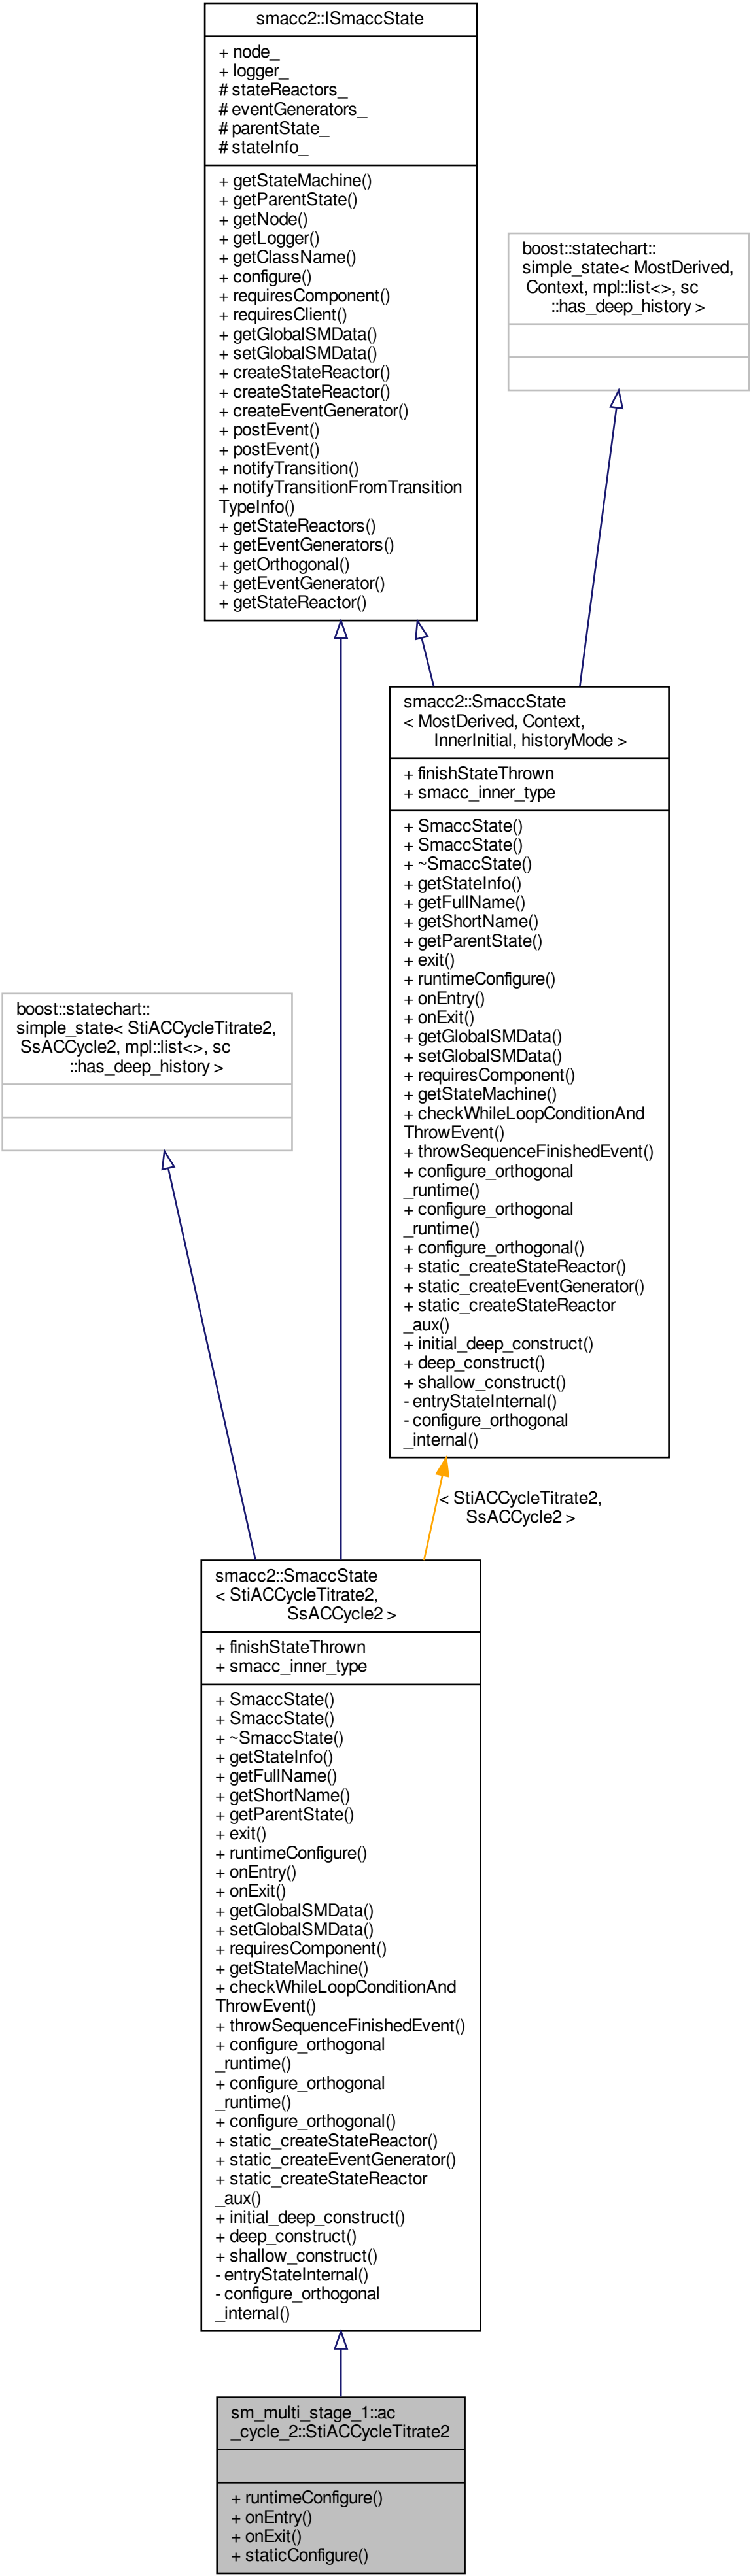 smacc2::ISmaccState
+ node_
+ logger_
# stateReactors_
# eventGenerators_
# parentState_
# stateInfo_
+ getStateMachine()
+ getParentState()
+ getNode()
+ getLogger()
+ getClassName()
+ configure()
+ requiresComponent()
+ requiresClient()
+ getGlobalSMData()
+ setGlobalSMData()
+ createStateReactor()
+ createStateReactor()
+ createEventGenerator()
+ postEvent()
+ postEvent()
+ notifyTransition()
+ notifyTransitionFromTransition
TypeInfo()
+ getStateReactors()
+ getEventGenerators()
+ getOrthogonal()
+ getEventGenerator()
+ getStateReactor()
boost::statechart::
simple_state< MostDerived,
Context, mpl::list<>, sc
::has_deep_history >
smacc2::SmaccState
< MostDerived, Context,
InnerInitial, historyMode >
+ finishStateThrown
+ smacc_inner_type
+ SmaccState()
+ SmaccState()
+ ~SmaccState()
+ getStateInfo()
+ getFullName()
+ getShortName()
+ getParentState()
+ exit()
+ runtimeConfigure()
+ onEntry()
+ onExit()
+ getGlobalSMData()
+ setGlobalSMData()
+ requiresComponent()
+ getStateMachine()
+ checkWhileLoopConditionAnd
ThrowEvent()
+ throwSequenceFinishedEvent()
+ configure_orthogonal
_runtime()
+ configure_orthogonal
_runtime()
+ configure_orthogonal()
+ static_createStateReactor()
+ static_createEventGenerator()
+ static_createStateReactor
_aux()
+ initial_deep_construct()
+ deep_construct()
+ shallow_construct()
- entryStateInternal()
- configure_orthogonal
_internal()
boost::statechart::
simple_state< StiACCycleTitrate2,
SsACCycle2, mpl::list<>, sc
::has_deep_history >
< StiACCycleTitrate2,
SsACCycle2 >
smacc2::SmaccState
< StiACCycleTitrate2,
SsACCycle2 >
+ finishStateThrown
+ smacc_inner_type
+ SmaccState()
+ SmaccState()
+ ~SmaccState()
+ getStateInfo()
+ getFullName()
+ getShortName()
+ getParentState()
+ exit()
+ runtimeConfigure()
+ onEntry()
+ onExit()
+ getGlobalSMData()
+ setGlobalSMData()
+ requiresComponent()
+ getStateMachine()
+ checkWhileLoopConditionAnd
ThrowEvent()
+ throwSequenceFinishedEvent()
+ configure_orthogonal
_runtime()
+ configure_orthogonal
_runtime()
+ configure_orthogonal()
+ static_createStateReactor()
+ static_createEventGenerator()
+ static_createStateReactor
_aux()
+ initial_deep_construct()
+ deep_construct()
+ shallow_construct()
- entryStateInternal()
- configure_orthogonal
_internal()
sm_multi_stage_1::ac
_cycle_2::StiACCycleTitrate2
+ runtimeConfigure()
+ onEntry()
+ onExit()
+ staticConfigure()